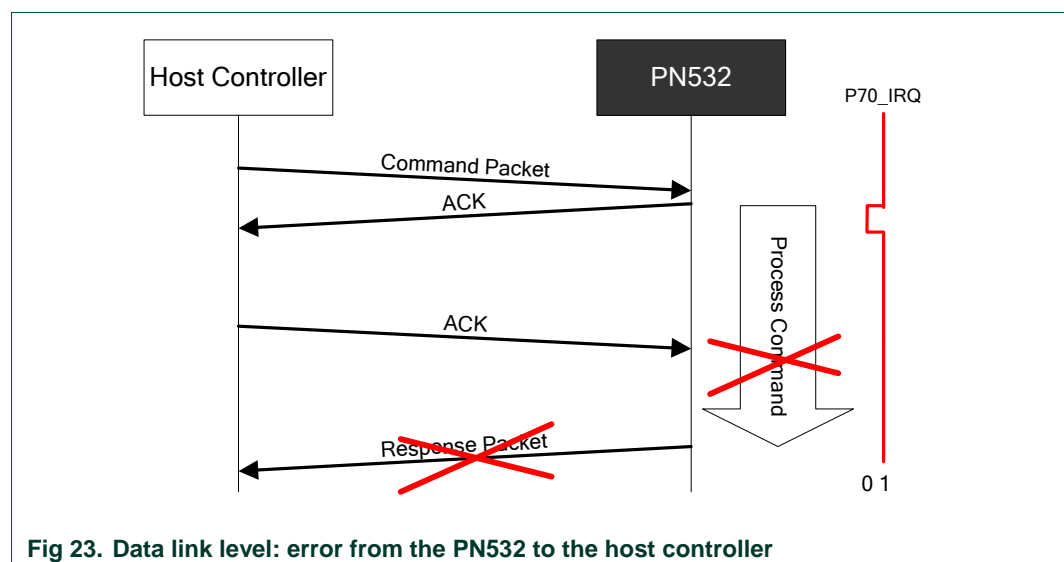 Host Controller
PN532
P70_IRQ
Command Packet
ACK
Process Command
ACK
Response Packet
0 1
Fig 23. Data link level: error from the PN532 to the host controller